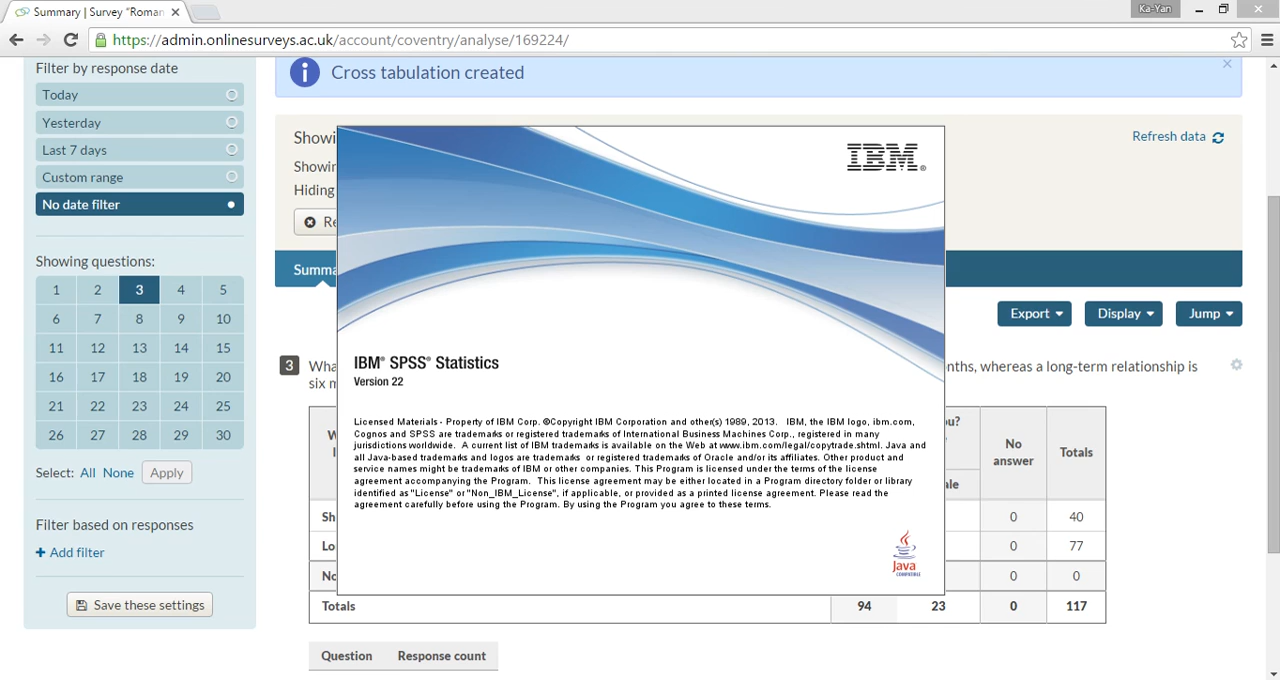 Summary | Survey "Roman
Ka-Yan
https://admin.onlinesurveys.ac.uk/account/coventry/analyse/169224/
Filter by response date
Today
Yesterday
Last 7 days
Custom range
No date filter
Showing questions:
1 2 3 4 5
6 7 8 9 10
11 12 13 14 15
16 17 18 19 20
21 22 23 24 25
26 27 28 29 30
Select: All None Apply
Filter based on responses
+ Add filter
Save these settings
Cross tabulation created
Showi
Showin
Hiding
Re
Refresh data
Summa
Export
Display
Jump
3 Wha
nths, whereas a long-term relationship is
six m
W
l
ou?
ale
No
answer
Totals
Sh 0 40
Lo 0 77
No 0 0
Totals 94 23 0 117
Question Response count
IBM®
IBM® SPSS® Statistics
Version 22
Licensed Materials - Property of IBM Corp. ©Copyright IBM Corporation and other(s) 1989, 2013. IBM, the IBM logo, ibm.com,
Cognos and SPSS are trademarks or registered trademarks of International Business Machines Corp., registered in many
jurisdictions worldwide. A current list of IBM trademarks is available on the Web at www.ibm.com/legal/copytrade.shtml. Java and
all Java-based trademarks and logos are trademarks or registered trademarks of Oracle and/or its affiliates. Other product and
service names might be trademarks of IBM or other companies. This Program is licensed under the terms of the license
agreement accompanying the Program. This license agreement may be either located in a Program directory folder or library
identified as "License" or "Non_IBM_License", if applicable, or provided as a printed license agreement. Please read the
agreement carefully before using the Program. By using the Program you agree to these terms.
Java
COMPATIBLE